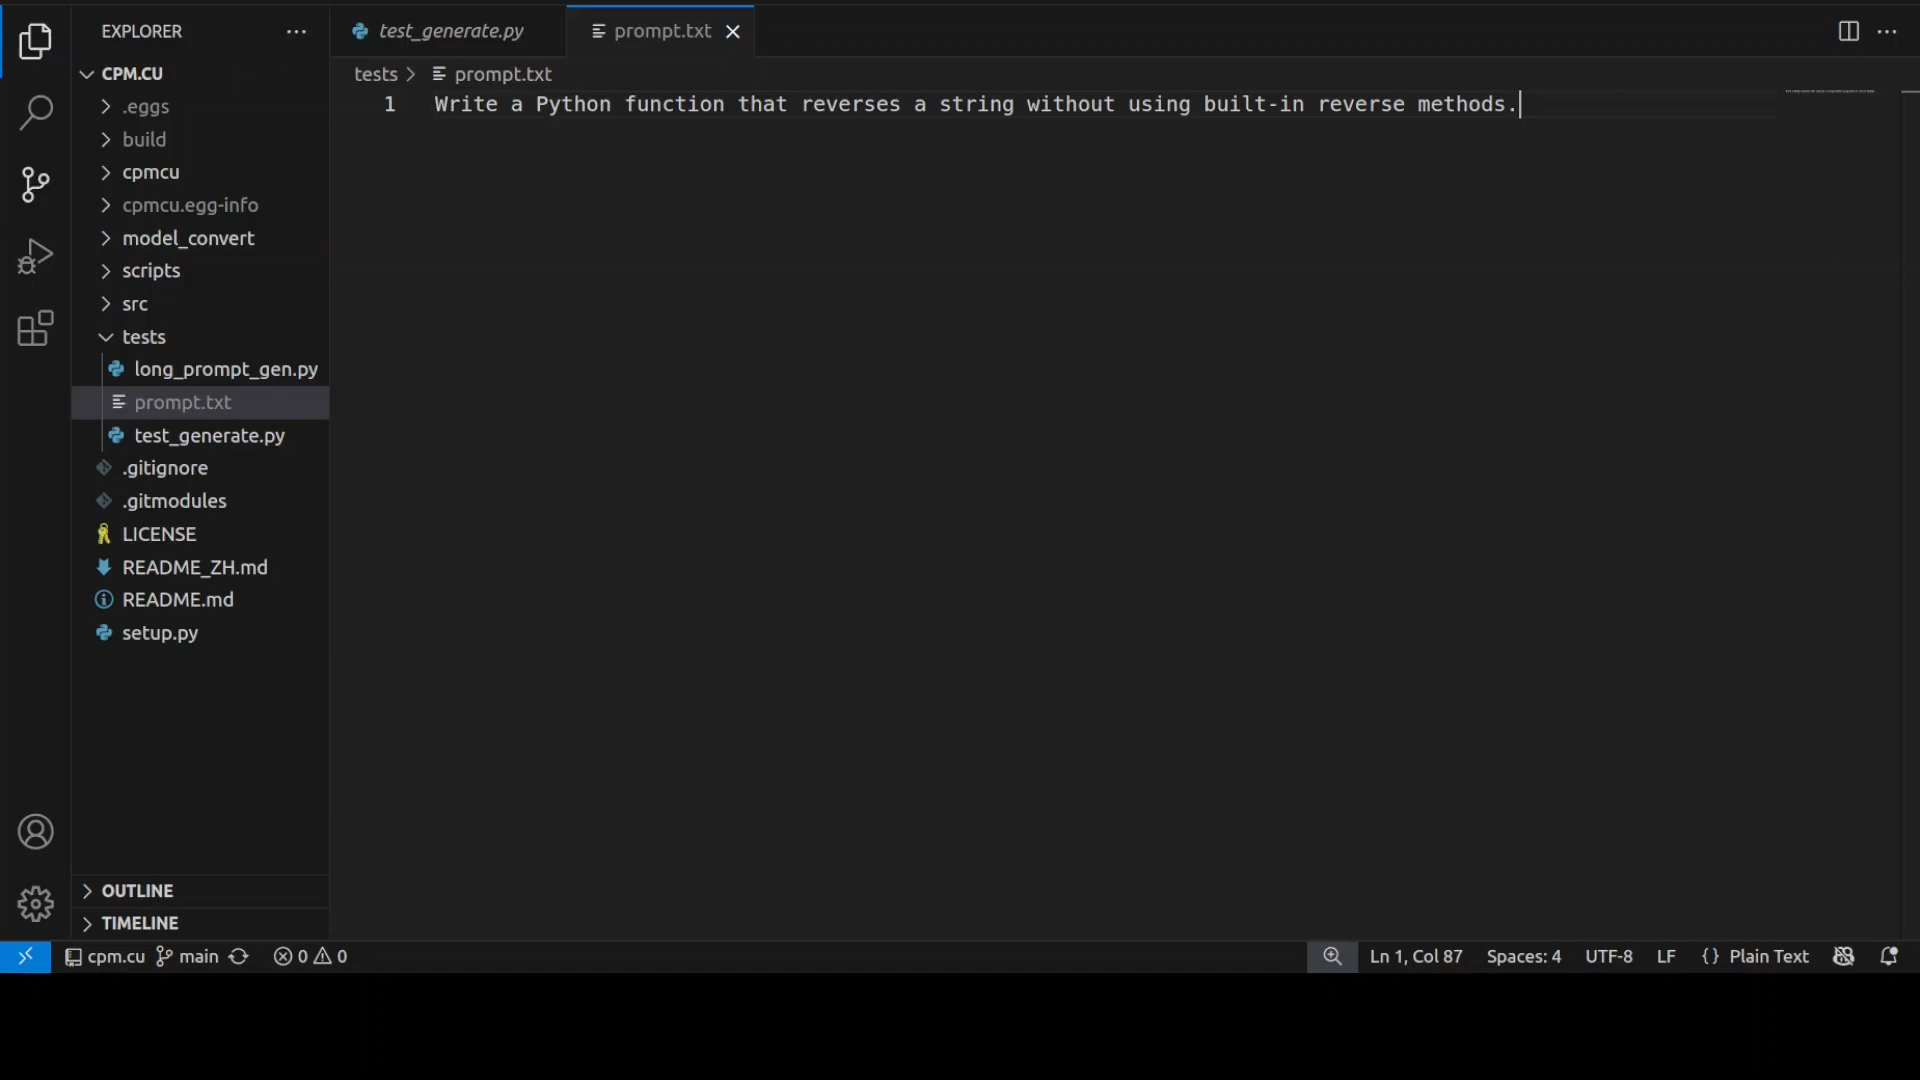 EXPLORER
CPM.CU
.eggs
build
cpmcu
cpmcu.egg-info
model_convert
scripts
src
tests
long_prompt_gen.py
prompt.txt
test_generate.py
.gitignore
.gitmodules
LICENSE
README_ZH.md
README.md
setup.py
OUTLINE
TIMELINE
test_generate.py
prompt.txt
tests > prompt.txt
1 Write a Python function that reverses a string without using built-in reverse methods.
cpm.cu main 0 0 Ln 1, Col 87 Spaces: 4 UTF-8 LF {} Plain Text